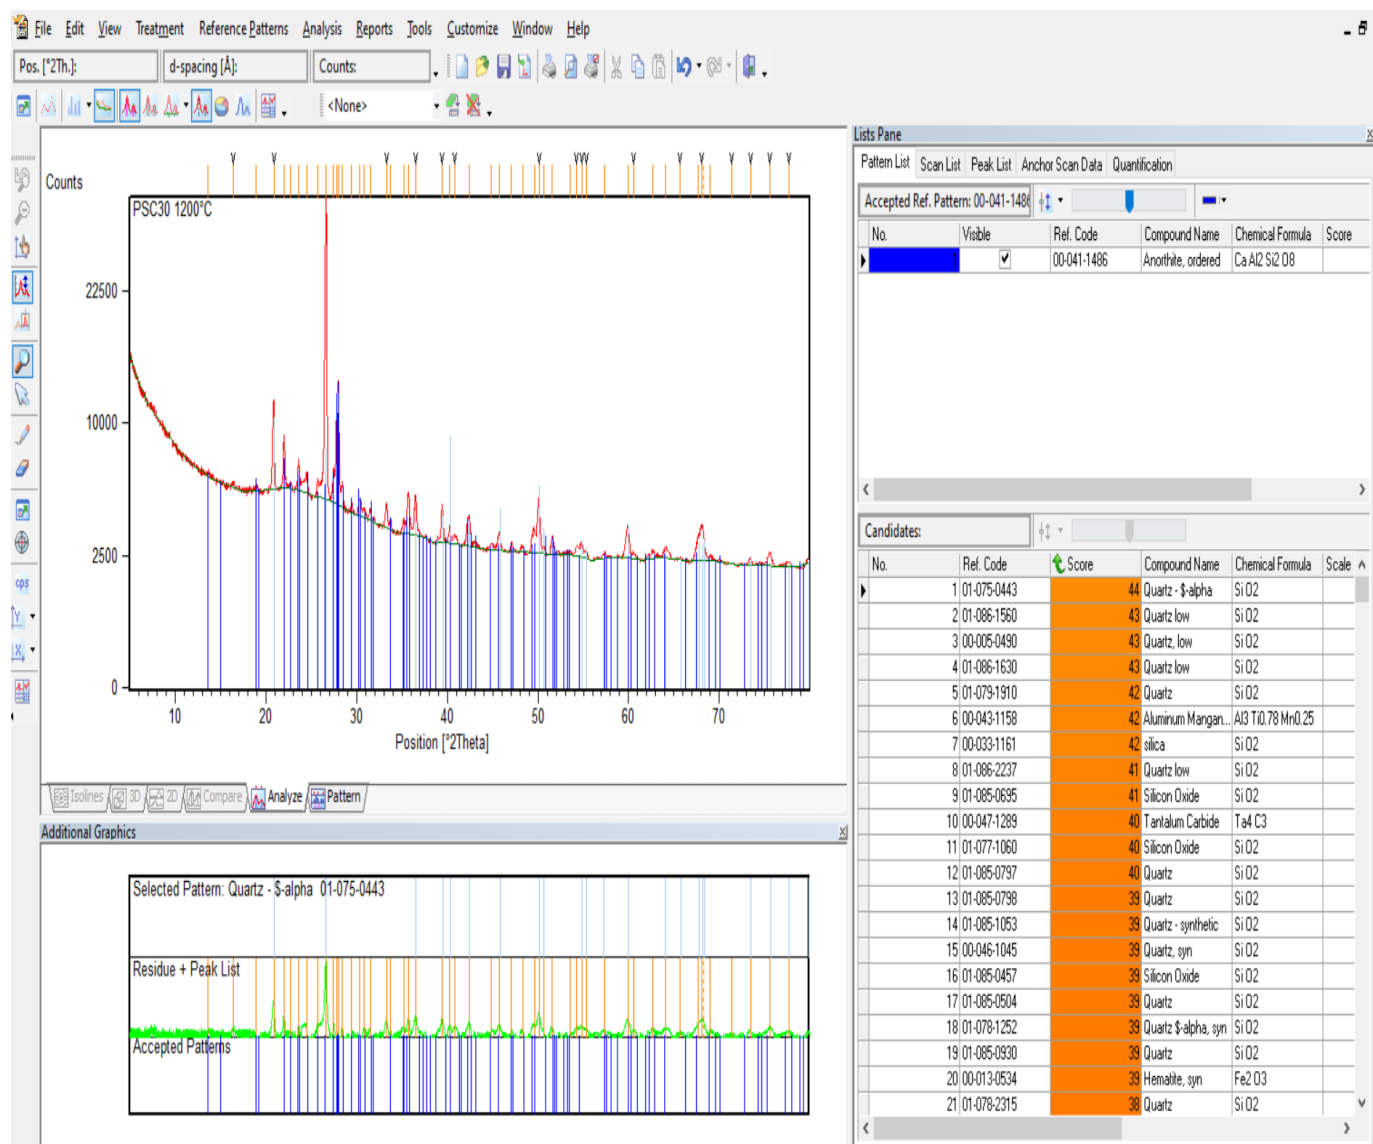 File Edit View Treatment Reference Patterns Analysis Reports Tools Customize Window Help
Pos. [°2Th.]: d-spacing [Å]: Counts:
<None>
Lists Pane
Pattern List Scan List Peak List Anchor Scan Data Quantification
Accepted Ref. Pattern: 00-041-1486
No. Visible Ref. Code Compound Name Chemical Formula Score
00-041-1486 Anorthite, ordered Ca Al2 Si2 O8
Counts
PSC30 1200°C
22500
10000
2500
0
10 20 30 40 50 60 70
Position [°2Theta]
cps
Y
X
Isolines 3D 2D Compare Analyze Pattern
Additional Graphics
Selected Pattern: Quartz - $-alpha 01-075-0443
Residue + Peak List
Accepted Patterns
Candidates:
No. Ref. Code Score Compound Name Chemical Formula Scale
1 01-075-0443 44 Quartz - $-alpha Si O2
2 01-086-1560 43 Quartz low Si O2
3 00-005-0490 43 Quartz, low Si O2
4 01-086-1630 43 Quartz low Si O2
5 01-079-1910 42 Quartz Si O2
6 00-043-1158 42 Aluminum Mangan... Al3 Ti0.78 Mn0.25
7 00-033-1161 42 silica Si O2
8 01-086-2237 41 Quartz low Si O2
9 01-085-0695 41 Silicon Oxide Si O2
10 00-047-1289 40 Tantalum Carbide Ta4 C3
11 01-077-1060 40 Silicon Oxide Si O2
12 01-085-0797 40 Quartz Si O2
13 01-085-0798 39 Quartz Si O2
14 01-085-1053 39 Quartz - synthetic Si O2
15 00-046-1045 39 Quartz, syn Si O2
16 01-085-0457 39 Silicon Oxide Si O2
17 01-085-0504 39 Quartz Si O2
18 01-078-1252 39 Quartz $-alpha, syn Si O2
19 01-085-0930 39 Quartz Si O2
20 00-013-0534 39 Hematite, syn Fe2 O3
21 01-078-2315 38 Quartz Si O2